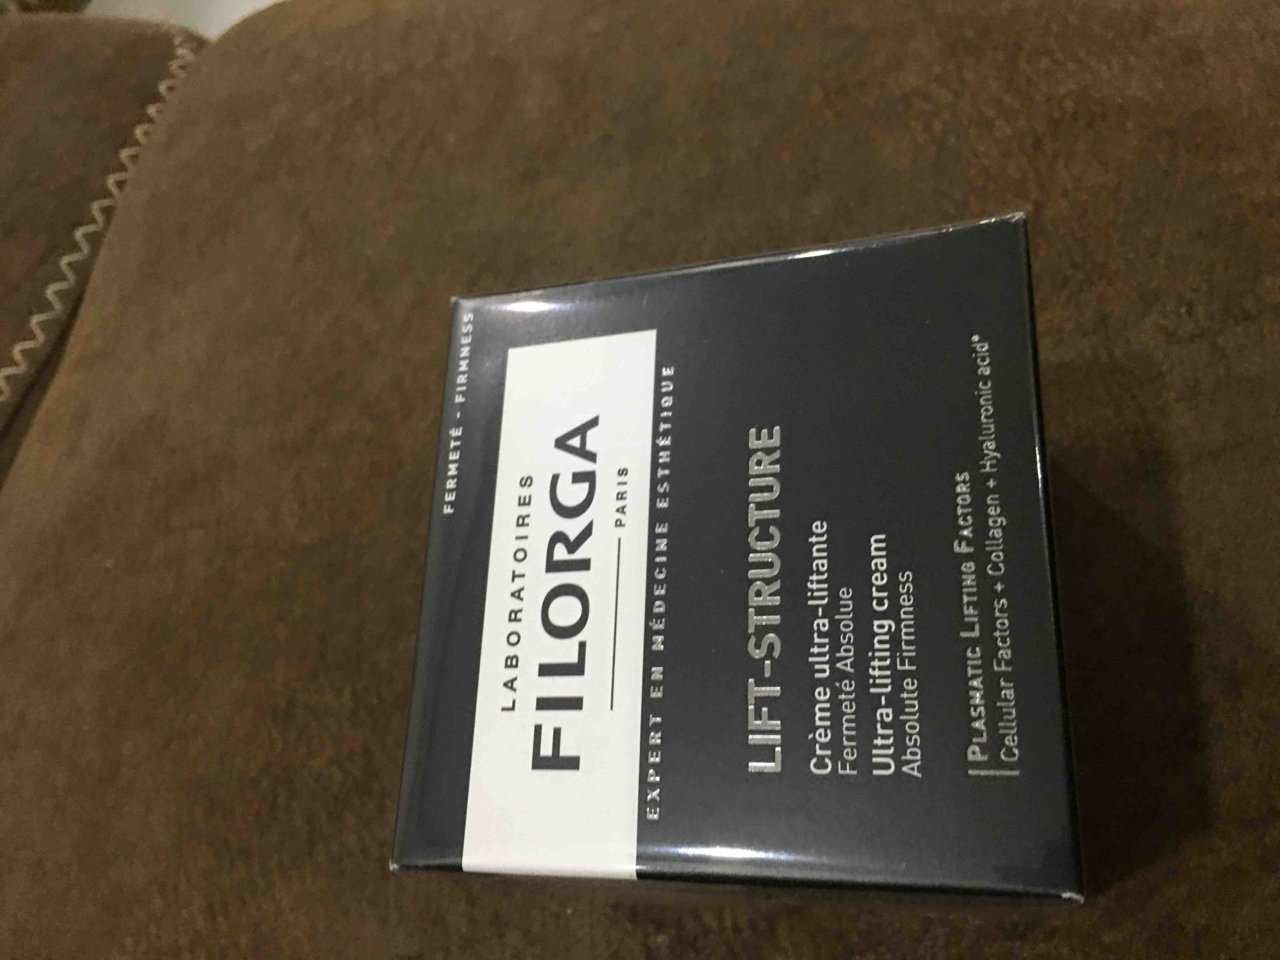 FERMETÉ - FIRMNESS
LABORATOIRES
FILORGA
PARIS
EXPERT EN MÉDECINE ESTHÉTIQUE
LIFT-STRUCTURE
Crème ultra-liftante
Fermeté Absolue
Ultra-lifting cream
Absolute Firmness
PLASMATIC LIFTING FACTORS
Cellular Factors + Collagen + Hyaluronic acid*